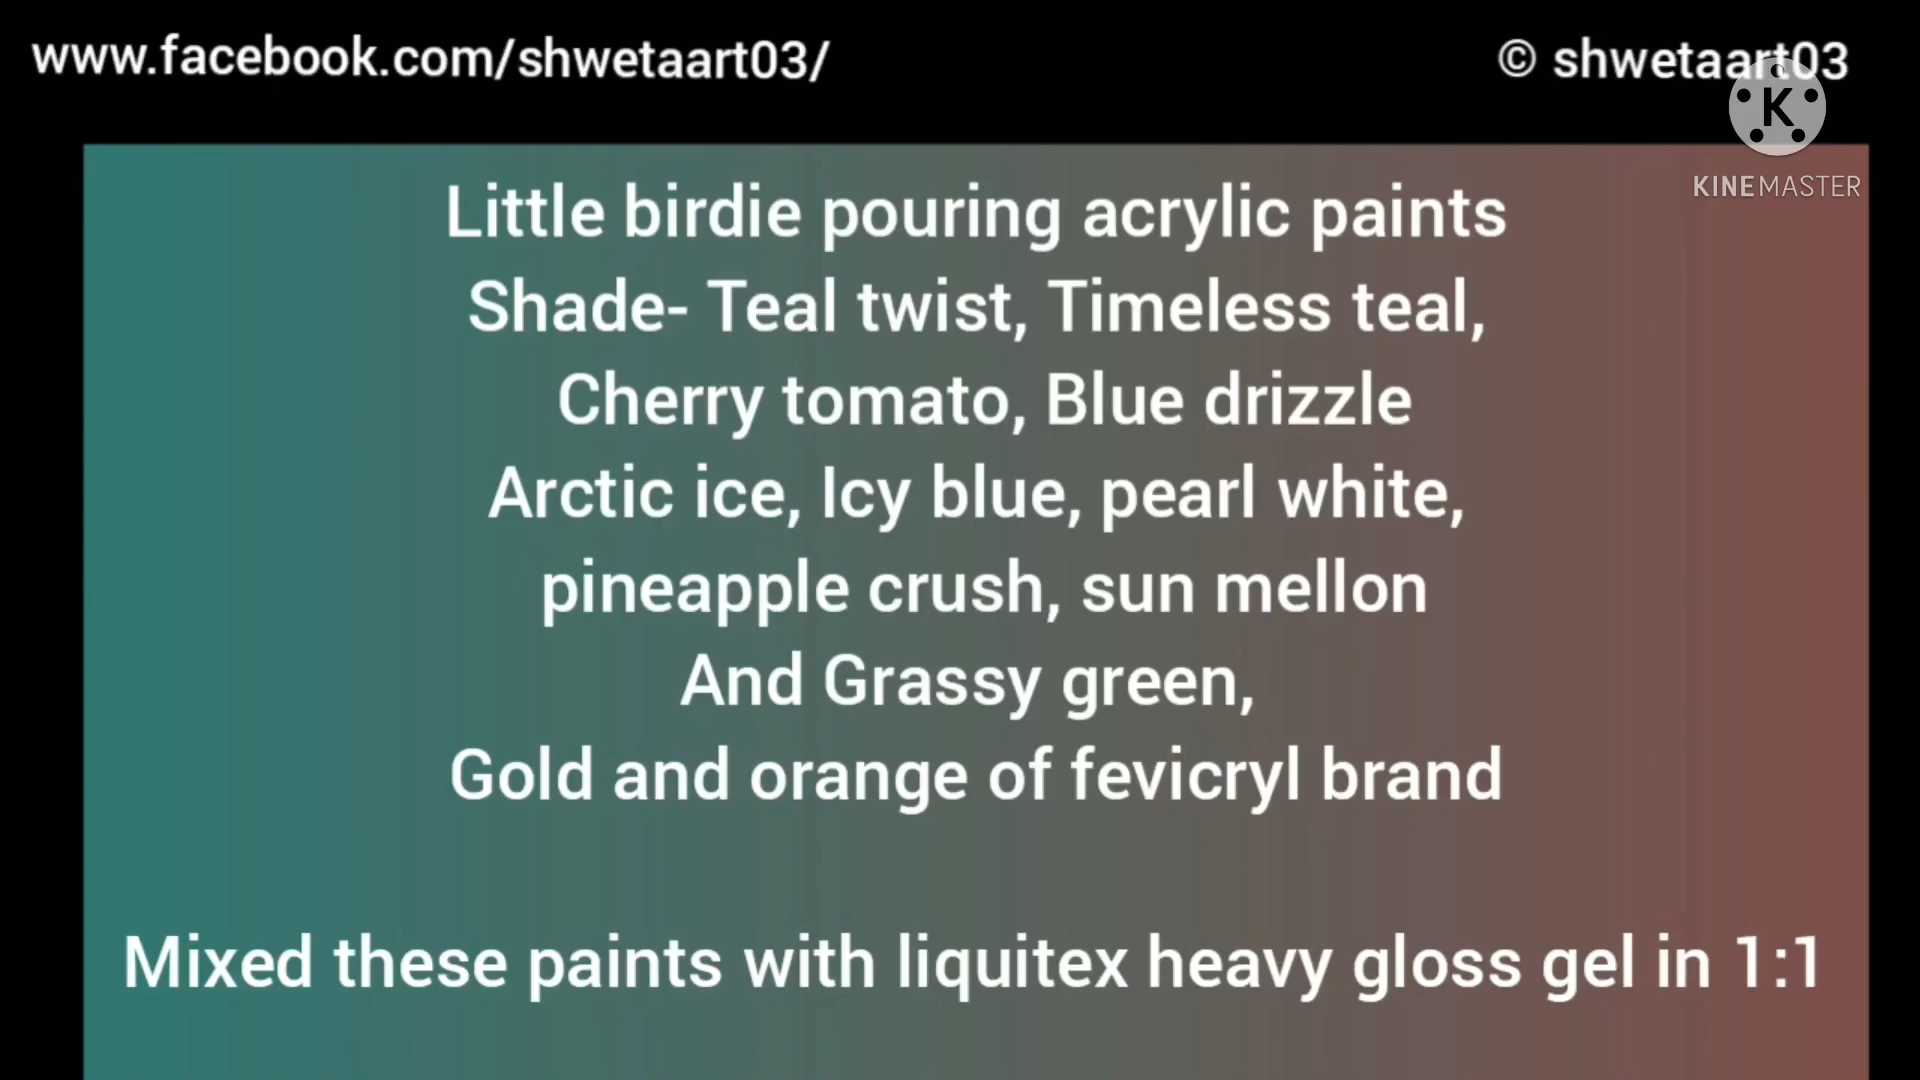 www.facebook.com/shwetaart03/
© shwetaart03
K
KINEMASTER
Little birdie pouring acrylic paints
Shade- Teal twist, Timeless teal,
Cherry tomato, Blue drizzle
Arctic ice, Icy blue, pearl white,
pineapple crush, sun mellon
And Grassy green,
Gold and orange of fevicryl brand
Mixed these paints with liquitex heavy gloss gel in 1:1